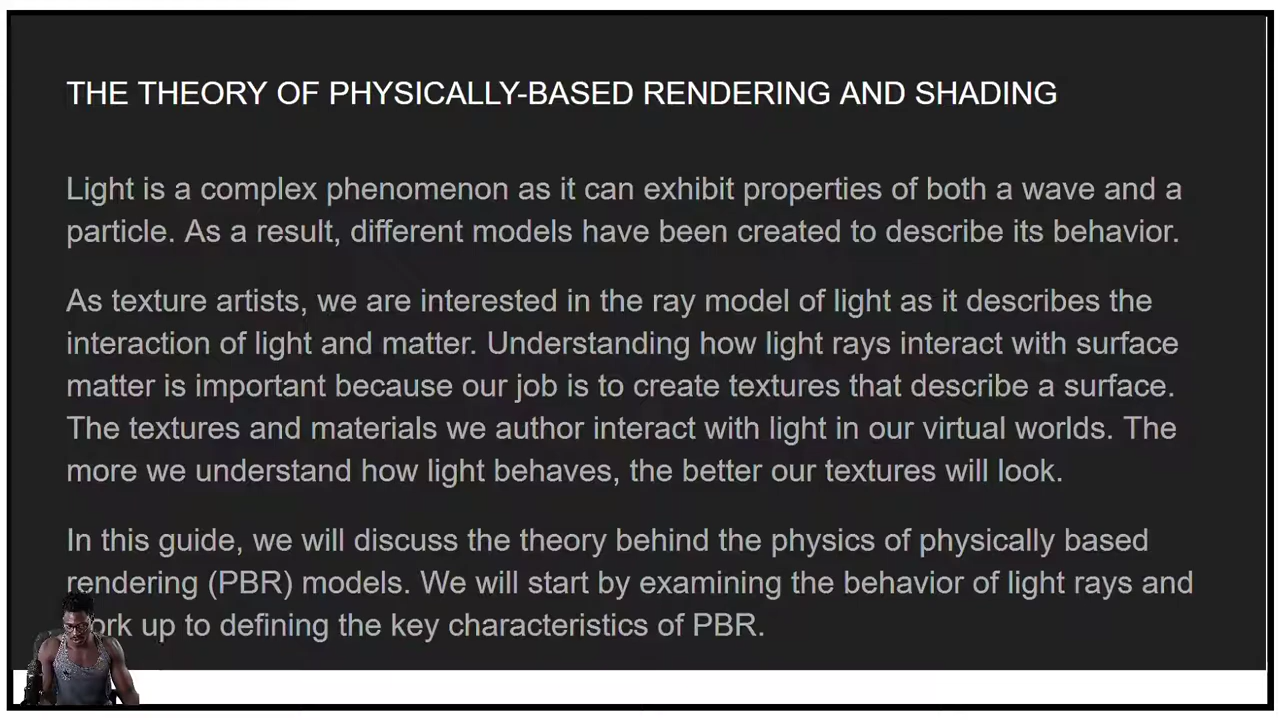 THE THEORY OF PHYSICALLY-BASED RENDERING AND SHADING
Light is a complex phenomenon as it can exhibit properties of both a wave and a
particle. As a result, different models have been created to describe its behavior.
As texture artists, we are interested in the ray model of light as it describes the
interaction of light and matter. Understanding how light rays interact with surface
matter is important because our job is to create textures that describe a surface.
The textures and materials we author interact with light in our virtual worlds. The
more we understand how light behaves, the better our textures will look.
In this guide, we will discuss the theory behind the physics of physically based
rendering (PBR) models. We will start by examining the behavior of light rays and
work up to defining the key characteristics of PBR.